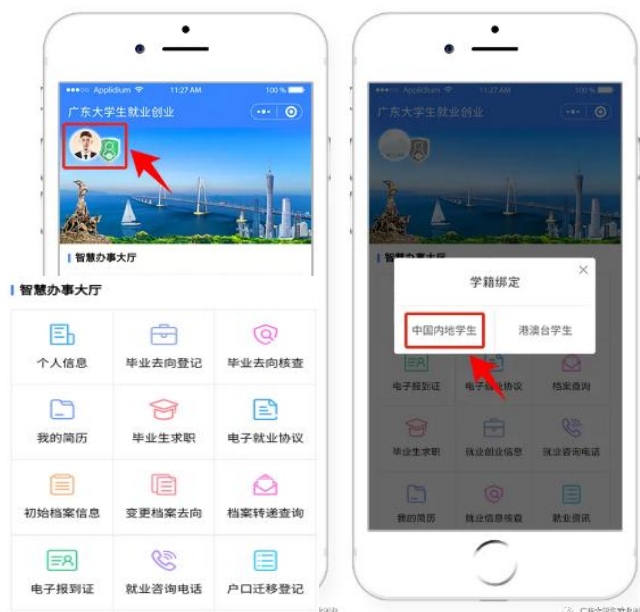 ●●●○○ Applidium 11:27 AM 100 %
广东大学生就业创业
智慧办事大厅
智慧办事大厅
个人信息 毕业去向登记 毕业去向核查
我的简历 毕业生求职 电子就业协议
初始档案信息 变更档案去向 档案转递查询
电子报到证 就业咨询电话 户口迁移登记
●●●○○ Applidium 11:27 AM 100 %
广东大学生就业创业
智慧办事大厅
学籍绑定
中国内地学生 港澳台学生
电子报到证 电子就业协议 档案查询
毕业生求职 就业创业信息 就业咨询电话
我的简历 就业信息核查 就业资讯